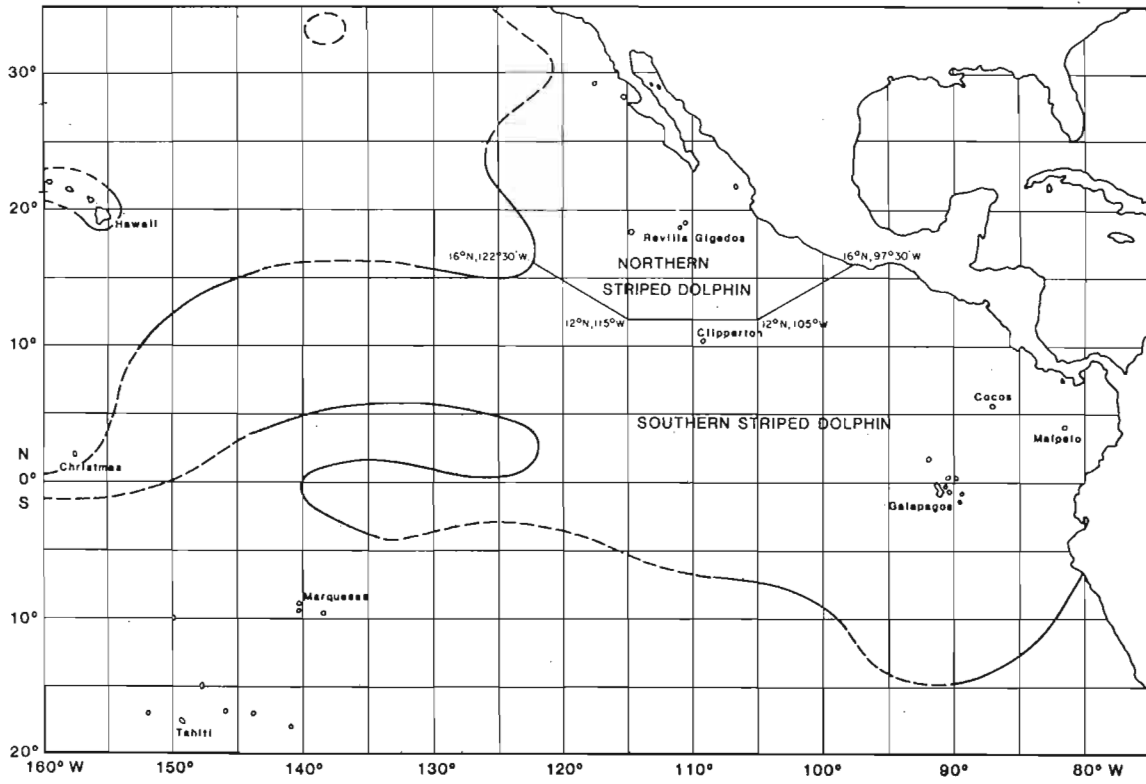 30°
20°
Hawaii
Revilla Gigedos
16°N,122°30'W
NORTHERN
16°N,97°30'W
STRIPED DOLPHIN
12°N,115°W
12°N,105°W
Clipperton
10°
Cocos
SOUTHERN STRIPED DOLPHIN
Malpelo
N
Christmas
0°
S
Galapagos
Marquesas
10°
Tahiti
20°
160° W
150°
140°
130°
120°
110°
100°
90°
80° W